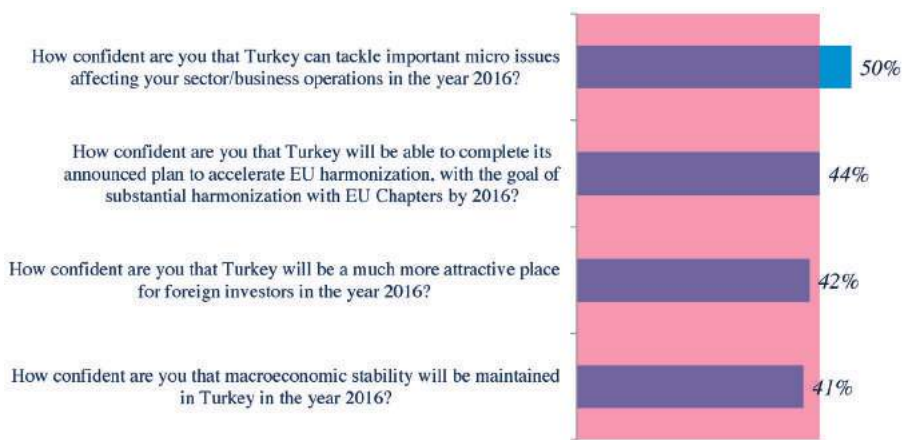 How confident are you that Turkey can tackle important micro issues
affecting your sector/business operations in the year 2016?
50%
How confident are you that Turkey will be able to complete its
announced plan to accelerate EU harmonization, with the goal of
substantial harmonization with EU Chapters by 2016?
44%
How confident are you that Turkey will be a much more attractive place
for foreign investors in the year 2016?
42%
How confident are you that macroeconomic stability will be maintained
in Turkey in the year 2016?
41%